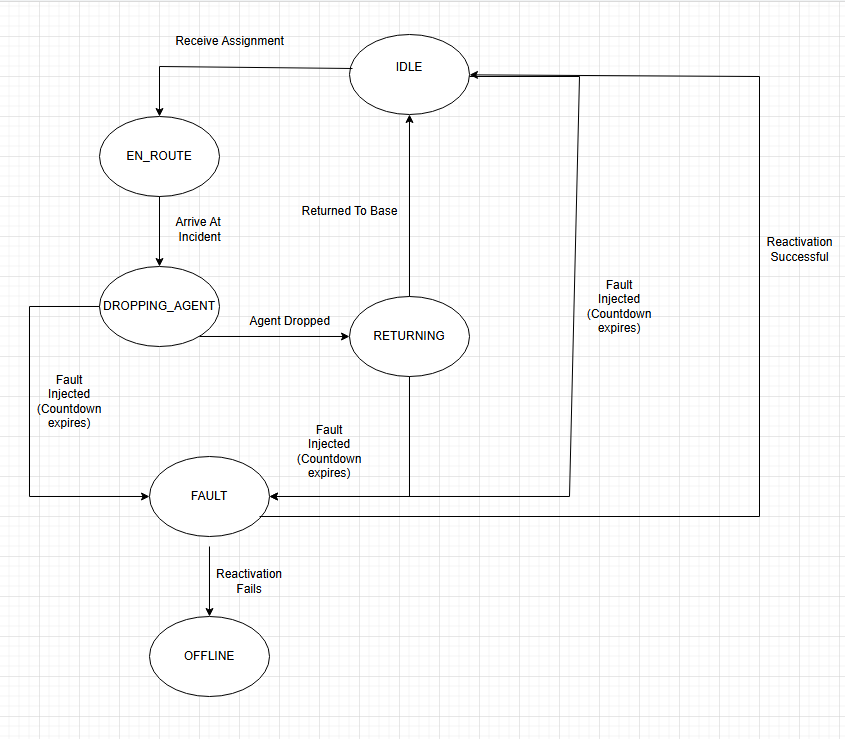 Receive Assignment
IDLE
EN_ROUTE
Arrive At
Incident
Returned To Base
Reactivation
Successful
Fault
Injected
(Countdown
expires)
DROPPING_AGENT
Agent Dropped
RETURNING
Fault
Injected
(Countdown
expires)
Fault
Injected
(Countdown
expires)
FAULT
Reactivation
Fails
OFFLINE